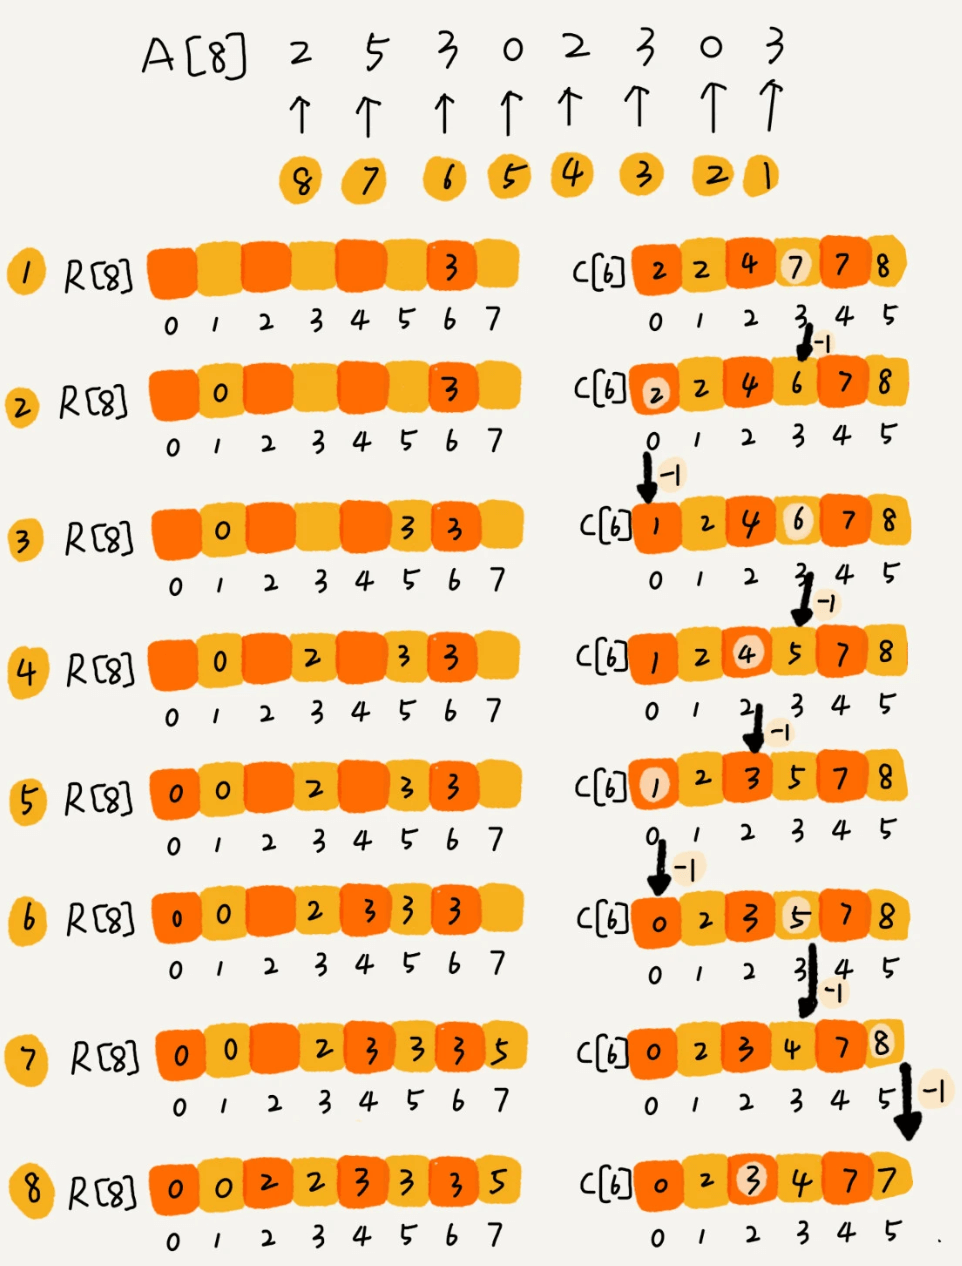 A[8] 2 5 3 0 2 3 0 3
8 7 6 5 4 3 2 1
1 R[8] 3 C[6] 2 2 4 7 7 8
0 1 2 3 4 5 6 7 0 1 2 3 4 5
-1
2 R[8] 0 3 C[6] 2 2 4 6 7 8
0 1 2 3 4 5 6 7 0 1 2 3 4 5
-1
3 R[8] 0 3 3 C[6] 1 2 4 6 7 8
0 1 2 3 4 5 6 7 0 1 2 3 4 5
-1
4 R[8] 0 2 3 3 C[6] 1 2 4 5 7 8
0 1 2 3 4 5 6 7 0 1 2 3 4 5
-1
5 R[8] 0 0 2 3 3 C[6] 1 2 3 5 7 8
0 1 2 3 4 5 6 7 0 1 2 3 4 5
-1
6 R[8] 0 0 2 3 3 3 C[6] 0 2 3 5 7 8
0 1 2 3 4 5 6 7 0 1 2 3 4 5
-1
7 R[8] 0 0 2 3 3 3 5 C[6] 0 2 3 4 7 8
0 1 2 3 4 5 6 7 0 1 2 3 4 5
-1
8 R[8] 0 0 2 2 3 3 3 5 C[6] 0 2 3 4 7 7
0 1 2 3 4 5 6 7 0 1 2 3 4 5